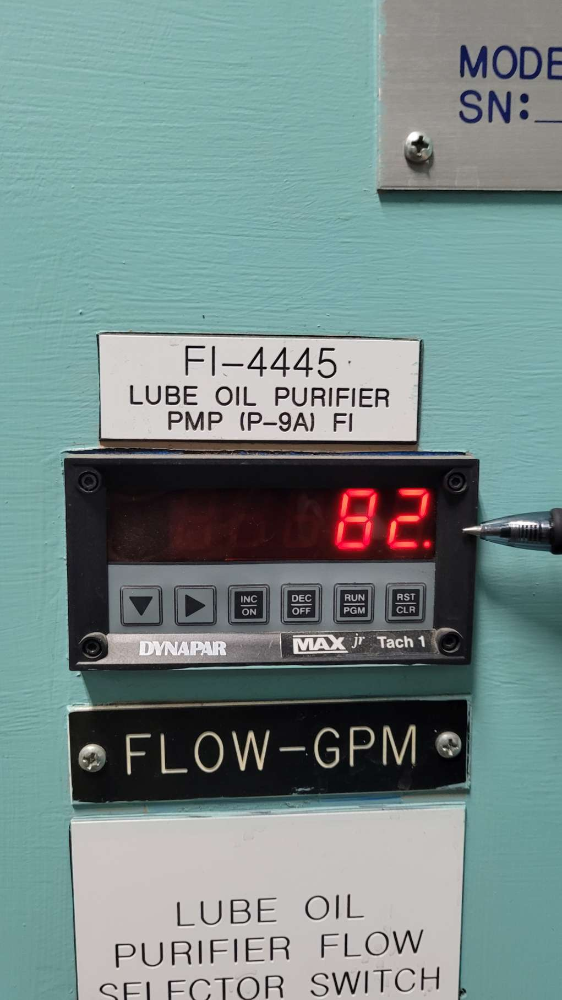 MODE
SN:
FI-4445
LUBE OIL PURIFIER
PMP (P-9A) FI
82.
INC ON
DEC OFF
RUN PGM
RST CLR
DYNAPAR
MAX jr Tach 1
FLOW-GPM
LUBE OIL
PURIFIER FLOW
SELECTOR SWITCH